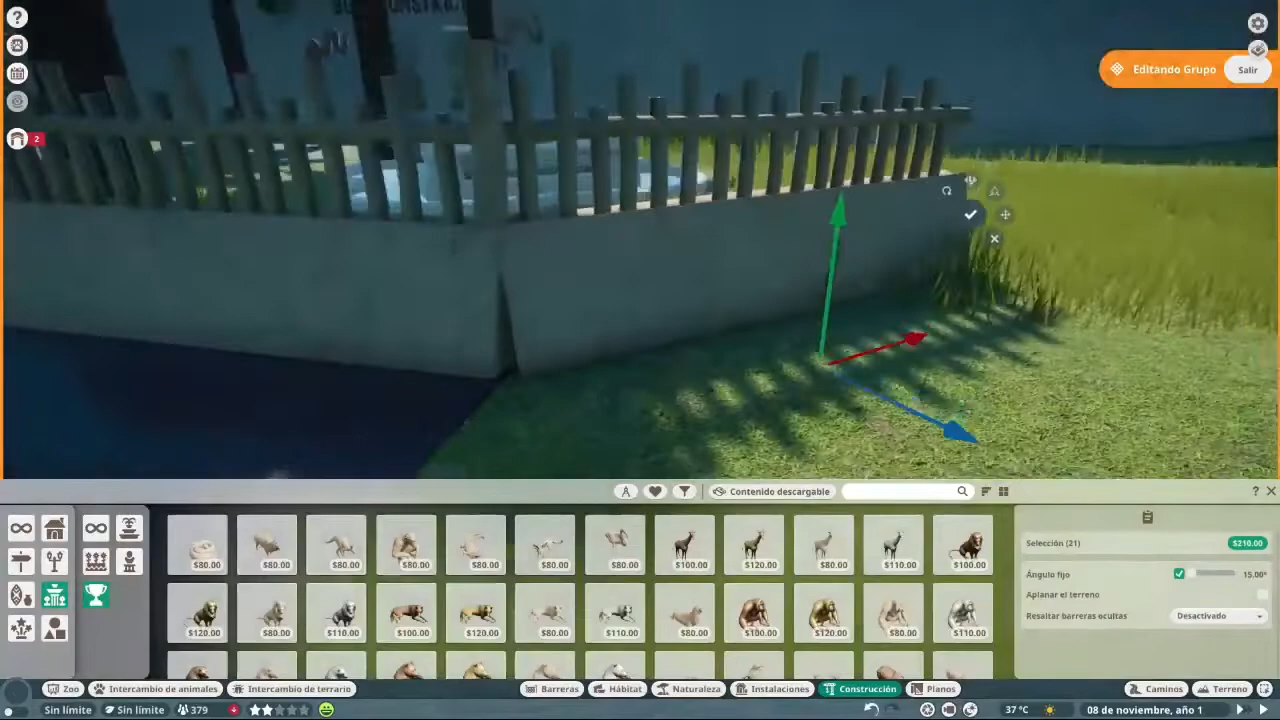 ?
Editando Grupo
Salir
2
Contenido descargable
? ×
$80.00 $80.00 $80.00 $80.00 $80.00 $80.00 $80.00 $100.00 $120.00 $80.00 $110.00 $100.00
$120.00 $80.00 $110.00 $100.00 $120.00 $80.00 $110.00 $80.00 $100.00 $120.00 $80.00 $110.00
Selección (21) $210.00
Ángulo fijo 15.00°
Aplanar el terreno
Resaltar barreras ocultas Desactivado
Zoo Intercambio de animales Intercambio de terrario Barreras Hábitat Naturaleza Instalaciones Construcción Planos Caminos Terreno
Sin límite Sin límite 379 37 °C 08 de noviembre, año 1